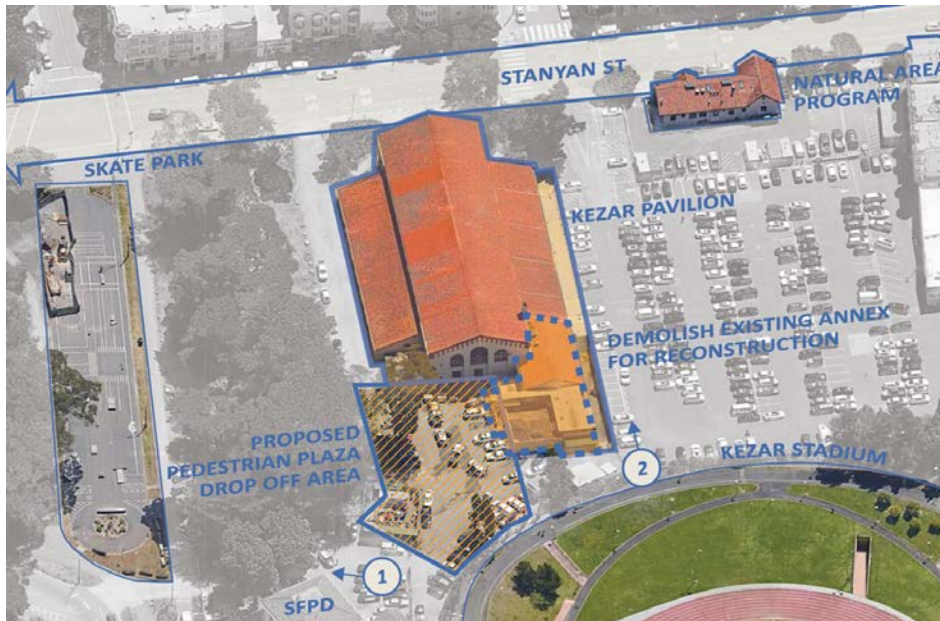 STANYAN ST
NATURAL AREA
PROGRAM
SKATE PARK
KEZAR PAVILION
DEMOLISH EXISTING ANNEX
FOR RECONSTRUCTION
PROPOSED
PEDESTRIAN PLAZA
DROP OFF AREA
2
KEZAR STADIUM
1
SFPD